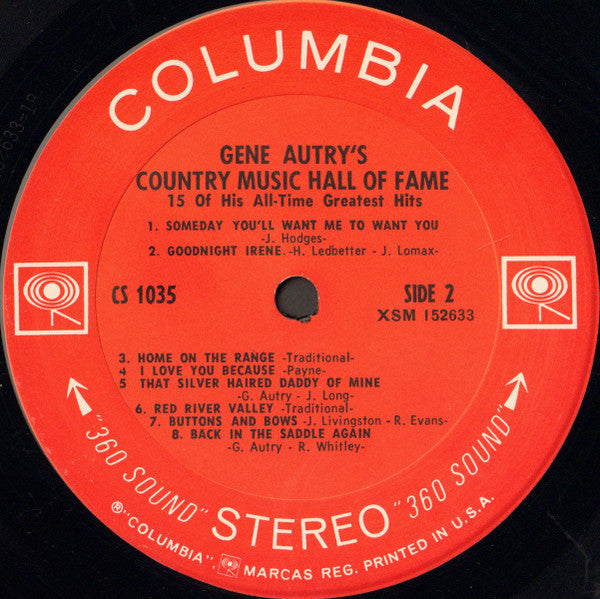 COLUMBIA
GENE AUTRY'S
COUNTRY MUSIC HALL OF FAME
15 Of His All-Time Greatest Hits
1. SOMEDAY YOU'LL WANT ME TO WANT YOU
-J. Hodges-
2. GOODNIGHT IRENE -H. Ledbetter - J. Lomax-
CS 1035
SIDE 2
XSM 152633
3. HOME ON THE RANGE -Traditional-
4 I LOVE YOU BECAUSE -Payne-
5 THAT SILVER HAIRED DADDY OF MINE
-G. Autry - J. Long-
6. RED RIVER VALLEY -Traditional-
7. BUTTONS AND BOWS -J. Livingston - R. Evans-
8. BACK IN THE SADDLE AGAIN
-G. Autry - R. Whitley-
"360 SOUND" STEREO "360 SOUND"
℗"COLUMBIA", MARCAS REG. PRINTED IN U.S.A.